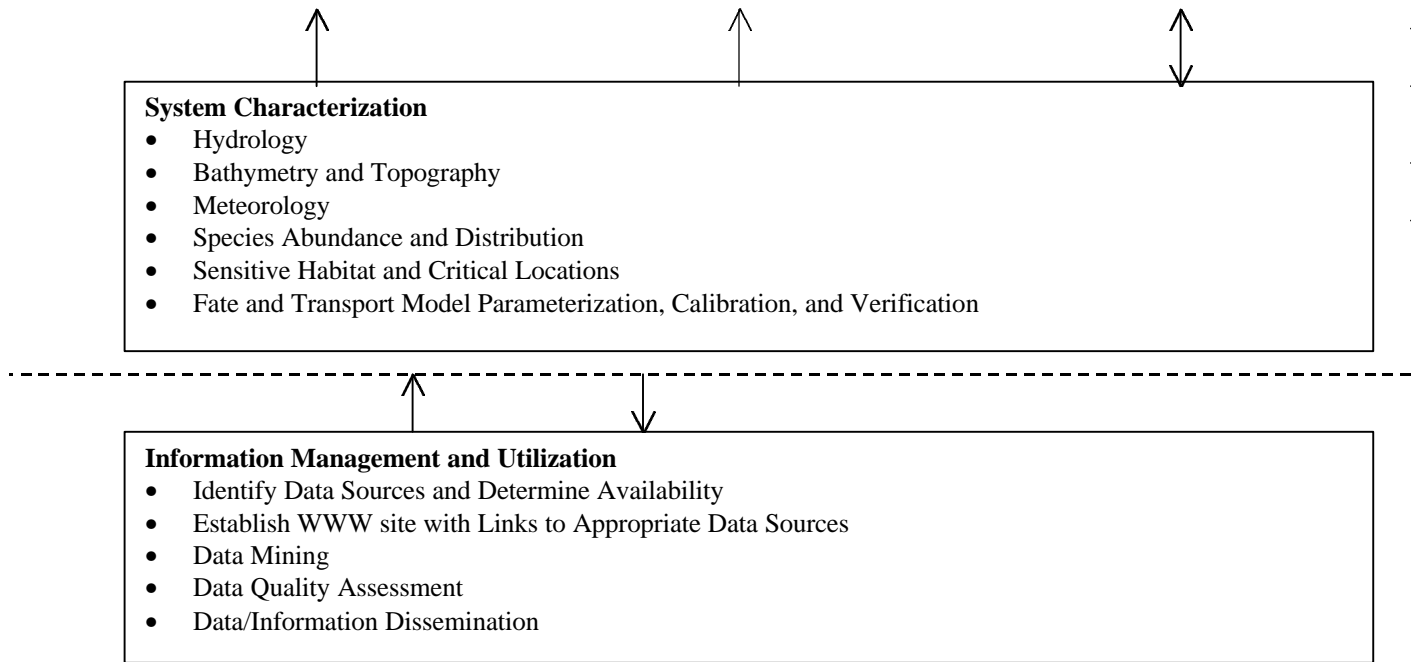 System Characterization
• Hydrology
• Bathymetry and Topography
• Meteorology
• Species Abundance and Distribution
• Sensitive Habitat and Critical Locations
• Fate and Transport Model Parameterization, Calibration, and Verification
Information Management and Utilization
• Identify Data Sources and Determine Availability
• Establish WWW site with Links to Appropriate Data Sources
• Data Mining
• Data Quality Assessment
• Data/Information Dissemination